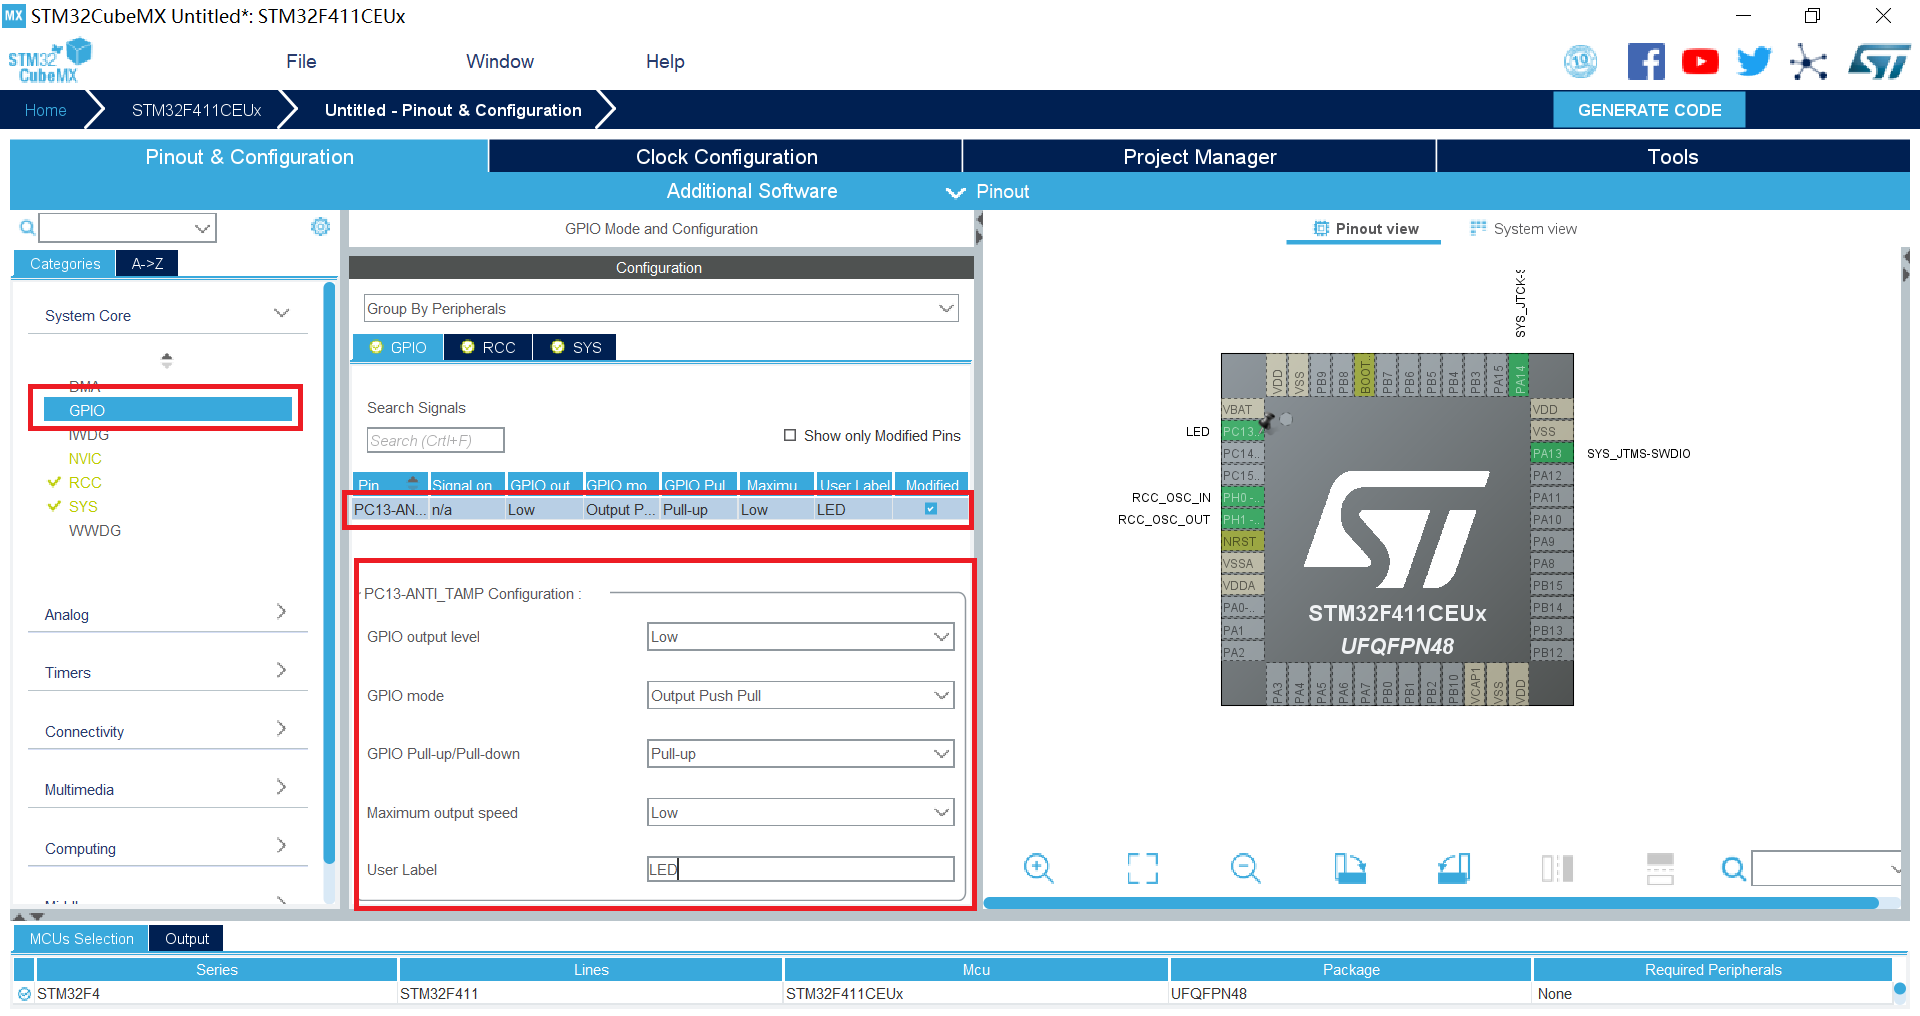 MX STM32CubeMX Untitled*: STM32F411CEUx
STM32
CubeMX
File
Window
Help
10
Home
STM32F411CEUx
Untitled - Pinout & Configuration
GENERATE CODE
Pinout & Configuration
Clock Configuration
Project Manager
Tools
Additional Software
Pinout
Categories
A->Z
System Core
DMA
GPIO
IWDG
NVIC
RCC
SYS
WWDG
Analog
Timers
Connectivity
Multimedia
Computing
GPIO Mode and Configuration
Configuration
Group By Peripherals
GPIO
RCC
SYS
Search Signals
Search (Crtl+F)
Show only Modified Pins
Pin
Signal on
GPIO out
GPIO mo
GPIO Pul
Maximu
User Label
Modified
PC13-AN...
n/a
Low
Output P...
Pull-up
Low
LED
PC13-ANTI_TAMP Configuration :
GPIO output level
Low
GPIO mode
Output Push Pull
GPIO Pull-up/Pull-down
Pull-up
Maximum output speed
Low
User Label
LED
Pinout view
System view
SYS_JTCK-S
VDD
VSS
PB9
PB8
BOOT..
PB7
PB6
PB5
PB4
PB3
PA15
PA14
VBAT
PC13..
PC14..
PC15..
PH0 -..
PH1 -..
NRST
VSSA
VDDA
PA0-..
PA1
PA2
LED
RCC_OSC_IN
RCC_OSC_OUT
VDD
VSS
PA13
PA12
PA11
PA10
PA9
PA8
PB15
PB14
PB13
PB12
SYS_JTMS-SWDIO
ST
STM32F411CEUx
UFQFPN48
PA3
PA4
PA5
PA6
PA7
PB0
PB1
PB2
PB10
VCAP1
VSS
VDD
MCUs Selection
Output
Series
Lines
Mcu
Package
Required Peripherals
STM32F4
STM32F411
STM32F411CEUx
UFQFPN48
None